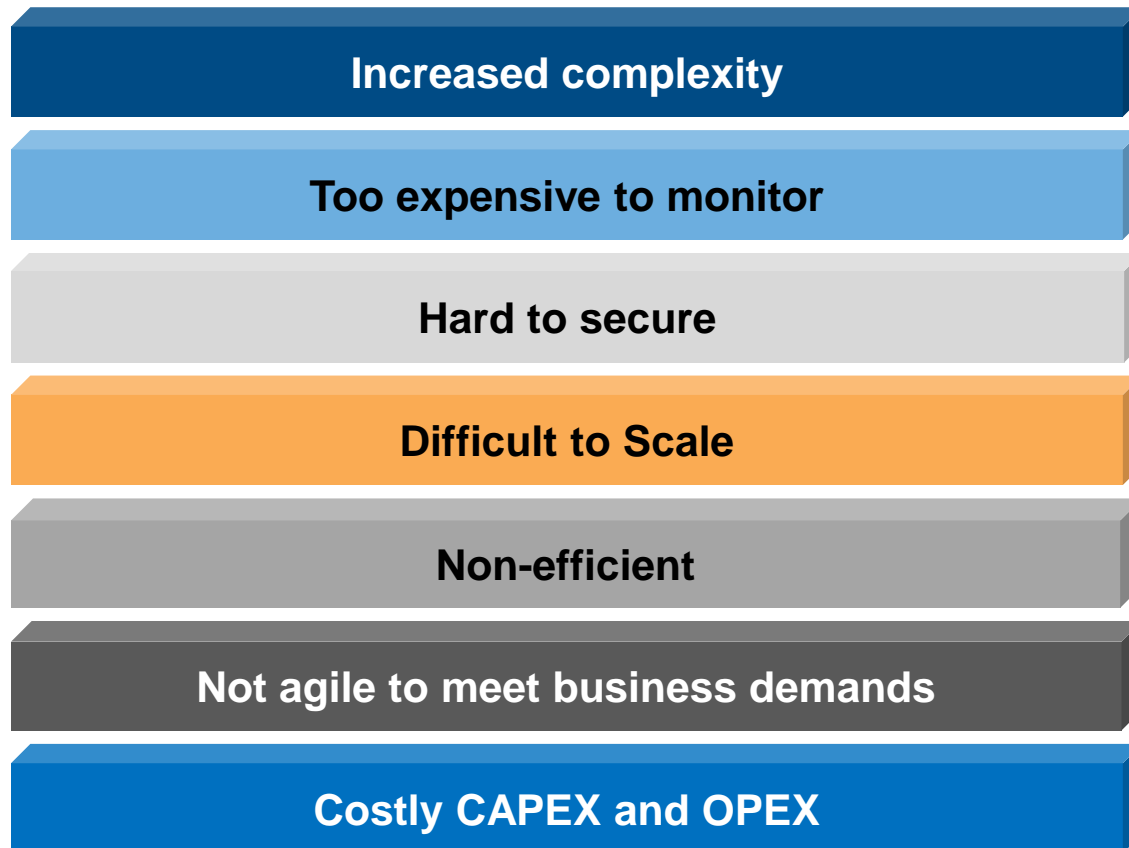 Increased complexity
Too expensive to monitor
Hard to secure
Difficult to Scale
Non-efficient
Not agile to meet business demands
Costly CAPEX and OPEX